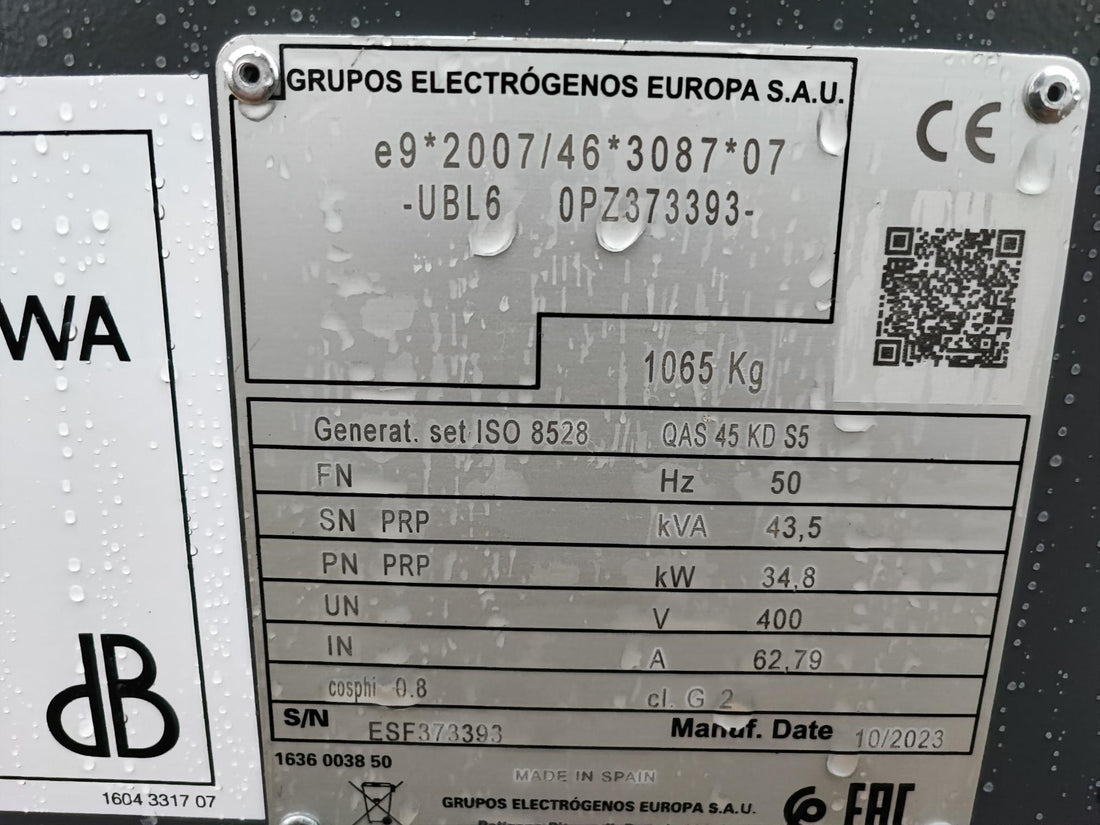 GRUPOS ELECTRÓGENOS EUROPA S.A.U.
CE
e9*2007/46*3087*07
-UBL6 0PZ373393-
WA
1065 Kg
Generat. set ISO 8528 QAS 45 KD S5
FN Hz 50
SN PRP kVA 43,5
PN PRP kW 34,8
UN V 400
IN A 62,79
cosphi 0.8 cl. G 2
dB
S/N ESF373393 Manuf. Date 10/2023
1636 0038 50
MADE IN SPAIN
1604 3317 07
GRUPOS ELECTRÓGENOS EUROPA S.A.U.
EAC